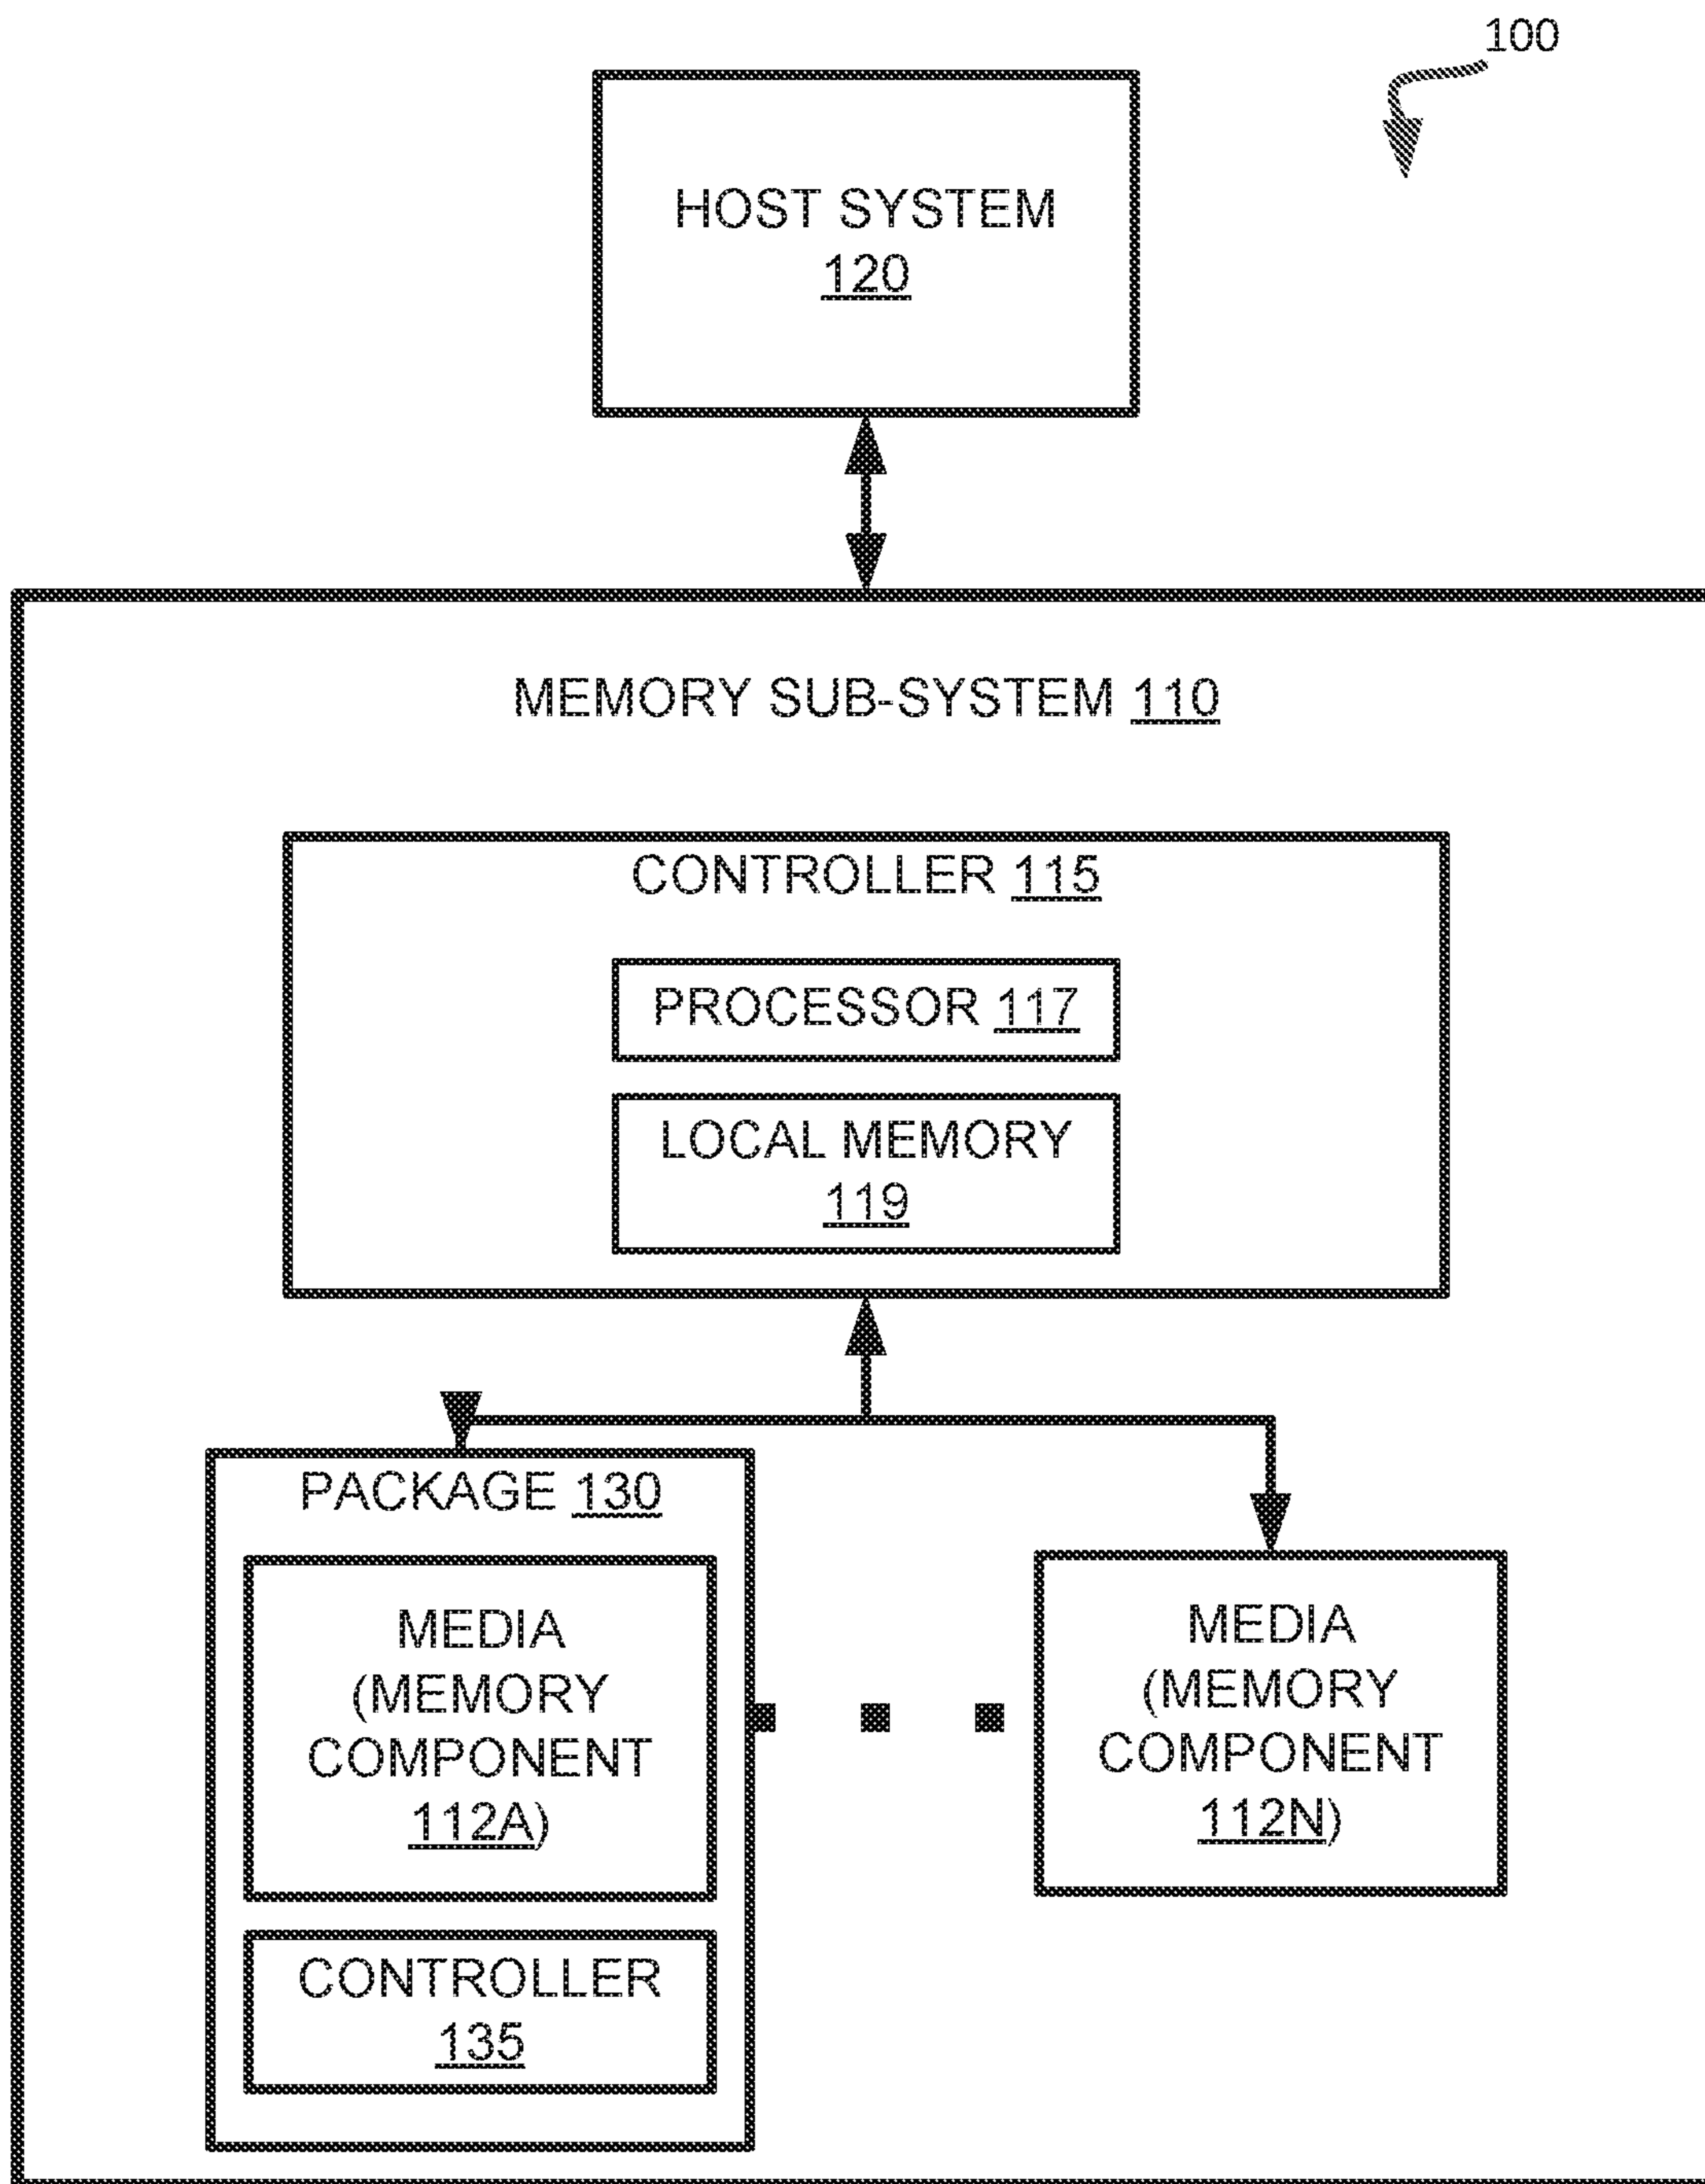 100
HOST SYSTEM
120
MEMORY SUB-SYSTEM 110
CONTROLLER 115
PROCESSOR 117
LOCAL MEMORY
119
PACKAGE 130
MEDIA
(MEMORY
COMPONENT
112A)
CONTROLLER
135
MEDIA
(MEMORY
COMPONENT
112N)